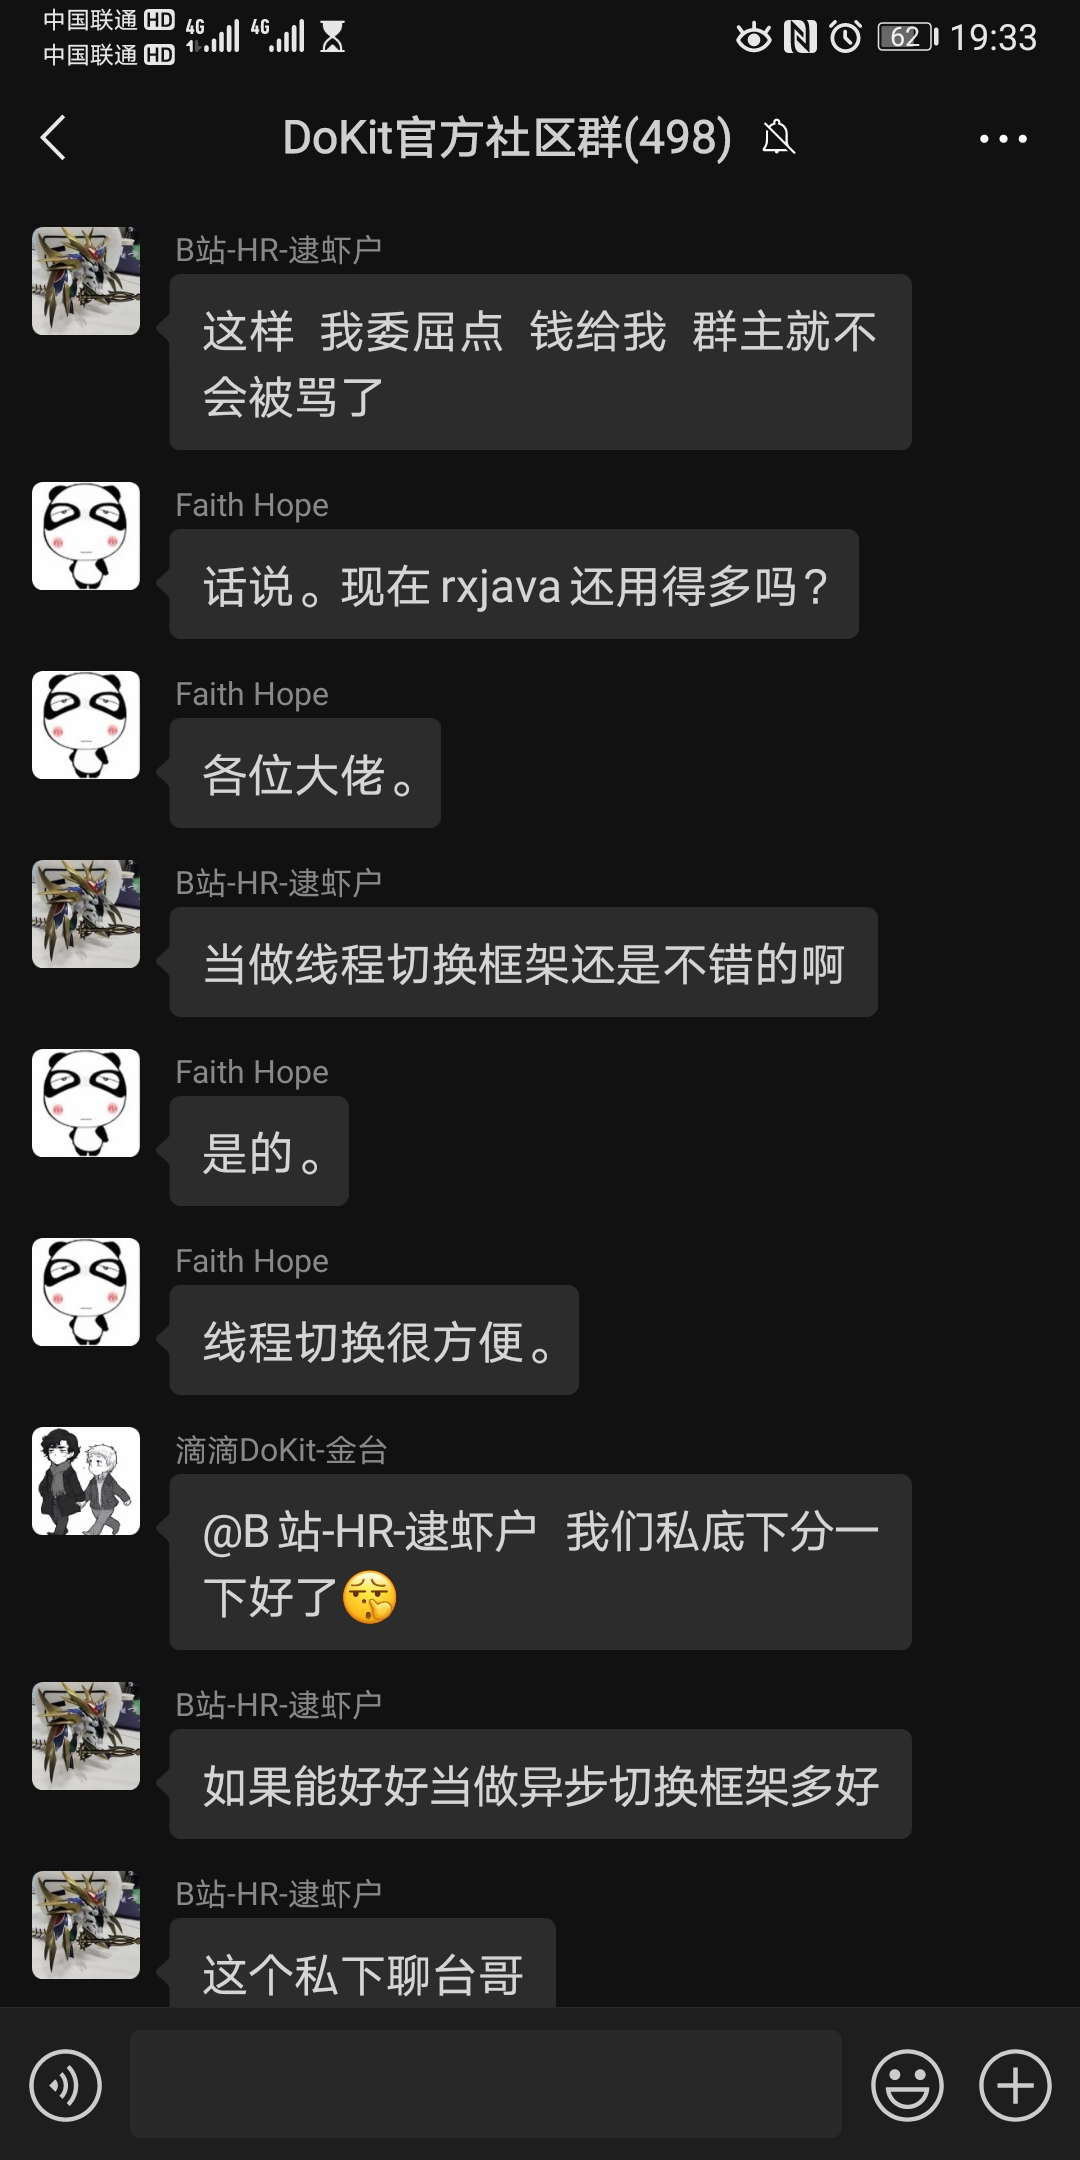 中国联通 HD 4G 4G 62 19:33
中国联通 HD
DoKit官方社区群(498)
B站-HR-逮虾户
这样 我委屈点 钱给我 群主就不
会被骂了
Faith Hope
话说。现在rxjava还用得多吗?
Faith Hope
各位大佬。
B站-HR-逮虾户
当做线程切换框架还是不错的啊
Faith Hope
是的。
Faith Hope
线程切换很方便。
滴滴DoKit-金台
@B站-HR-逮虾户 我们私底下分一
下好了
B站-HR-逮虾户
如果能好好当做异步切换框架多好
B站-HR-逮虾户
这个私下聊台哥